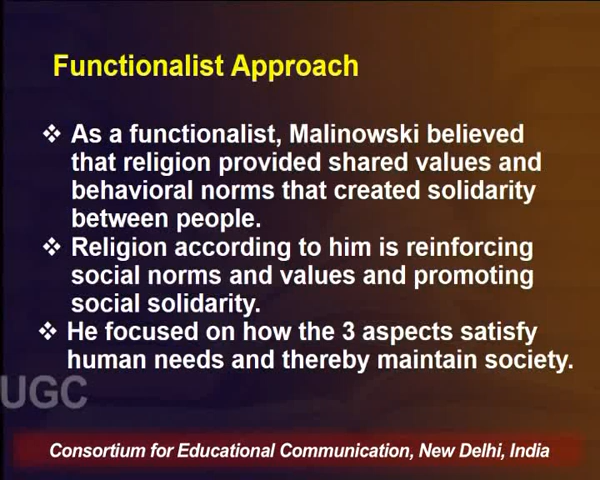 Functionalist Approach
❖ As a functionalist, Malinowski believed
that religion provided shared values and
behavioral norms that created solidarity
between people.
❖ Religion according to him is reinforcing
social norms and values and promoting
social solidarity.
❖ He focused on how the 3 aspects satisfy
human needs and thereby maintain society.
UGC
Consortium for Educational Communication, New Delhi, India